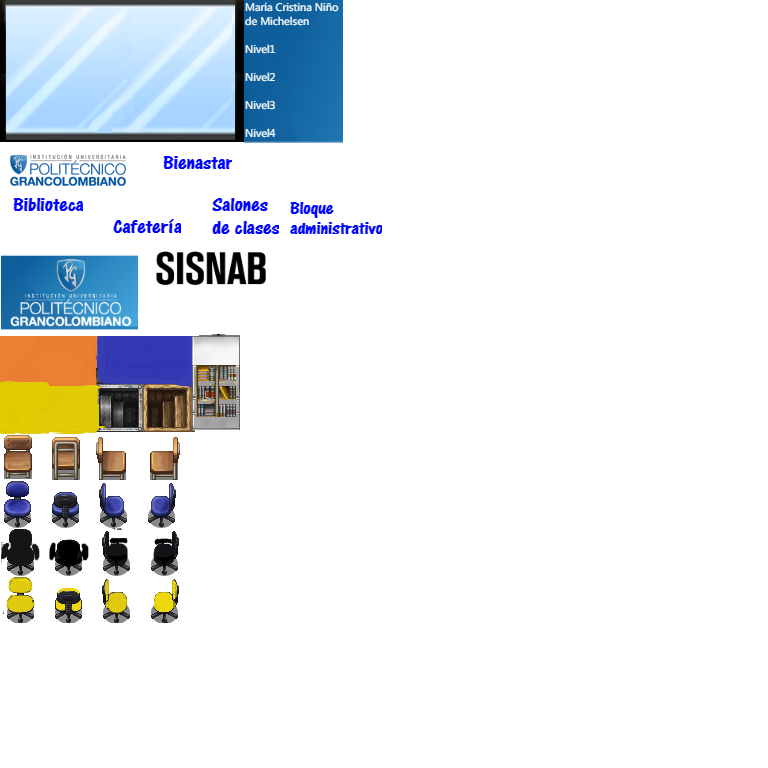 María Cristina Niño
de Michelsen
Nivel1
Nivel2
Nivel3
Nivel4
INSTITUCIÓN UNIVERSITARIA
POLITÉCNICO
GRANCOLOMBIANO
Bienastar
Biblioteca
Cafetería
Salones
de clases
Bloque
administrativo
SISNAB
PG
INSTITUCIÓN UNIVERSITARIA
POLITÉCNICO
GRANCOLOMBIANO